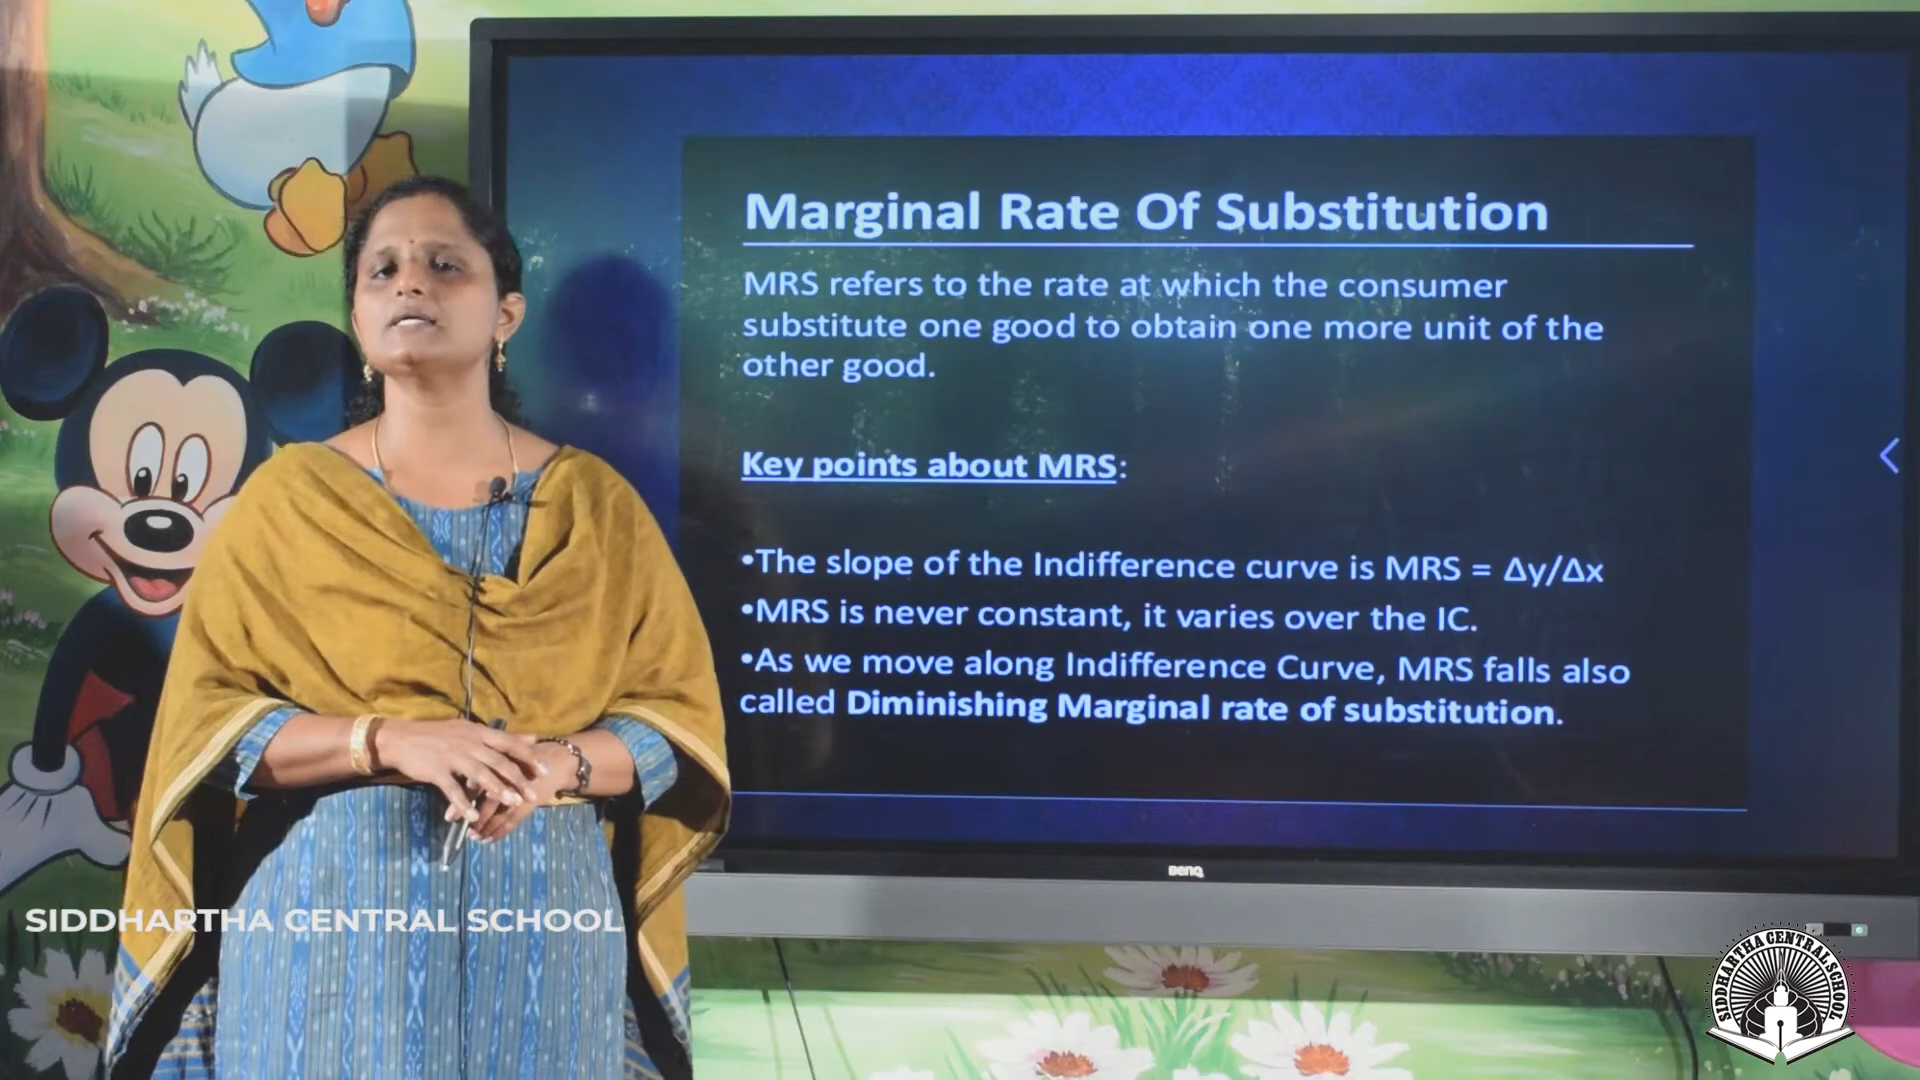 Marginal Rate Of Substitution
MRS refers to the rate at which the consumer
substitute one good to obtain one more unit of the
other good.
Key points about MRS:
•The slope of the Indifference curve is MRS = Δy/Δx
•MRS is never constant, it varies over the IC.
•As we move along Indifference Curve, MRS falls also
called Diminishing Marginal rate of substitution.
BenQ
SIDDHARTHA CENTRAL SCHOOL
SIDDHARTHA CENTRAL SCHOOL